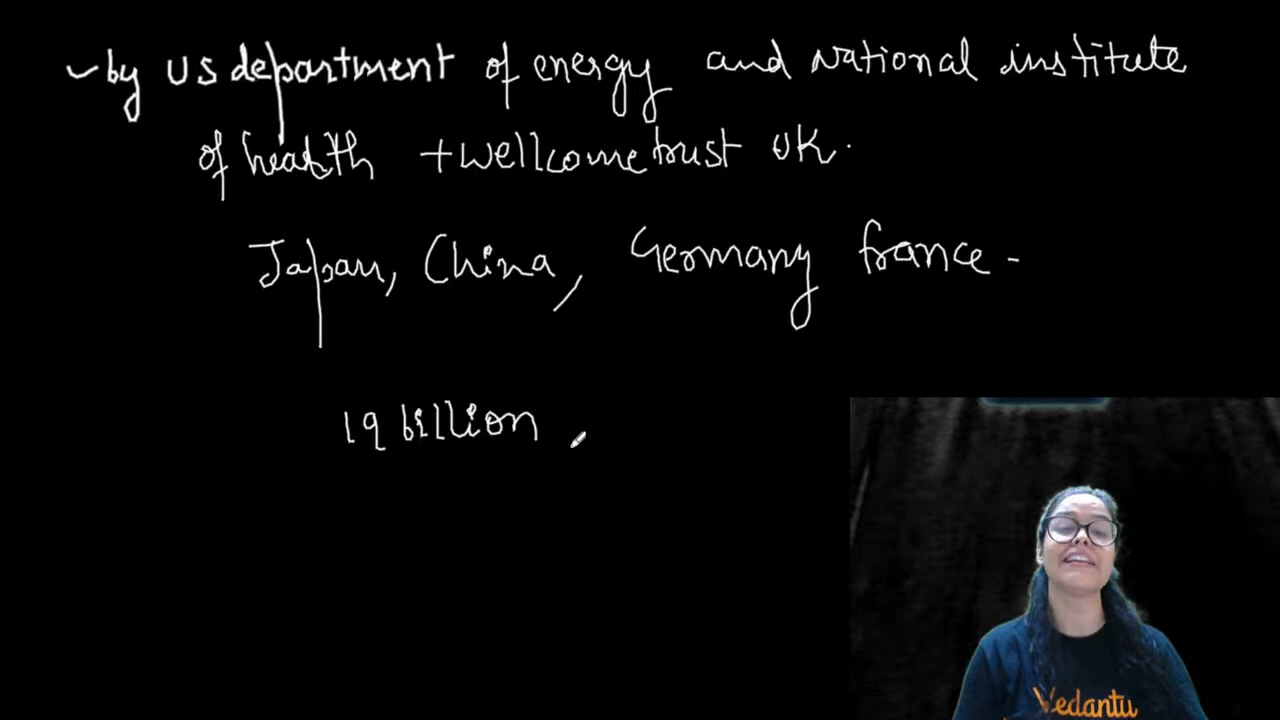 by US department of energy and national institute
of health + wellcome trust UK.
Japan, China, Germany france -
19 billion
Vedantu